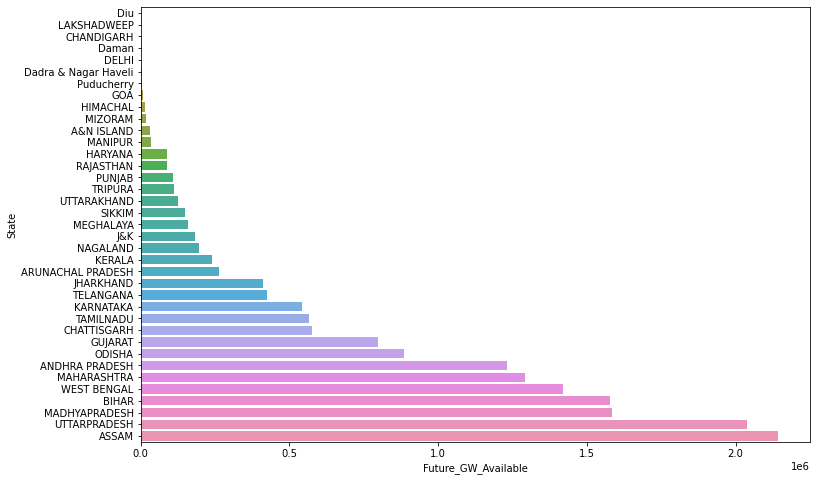 Diu
LAKSHADWEEP
CHANDIGARH
Daman
DELHI
Dadra & Nagar Haveli
Puducherry
GOA
HIMACHAL
MIZORAM
A&N ISLAND
MANIPUR
HARYANA
RAJASTHAN
PUNJAB
TRIPURA
UTTARAKHAND
SIKKIM
MEGHALAYA
J&K
NAGALAND
KERALA
ARUNACHAL PRADESH
JHARKHAND
TELANGANA
KARNATAKA
TAMILNADU
CHATTISGARH
GUJARAT
ODISHA
ANDHRA PRADESH
MAHARASHTRA
WEST BENGAL
BIHAR
MADHYAPRADESH
UTTARPRADESH
ASSAM
State
0.0 0.5 1.0 1.5 2.0
1e6
Future_GW_Available